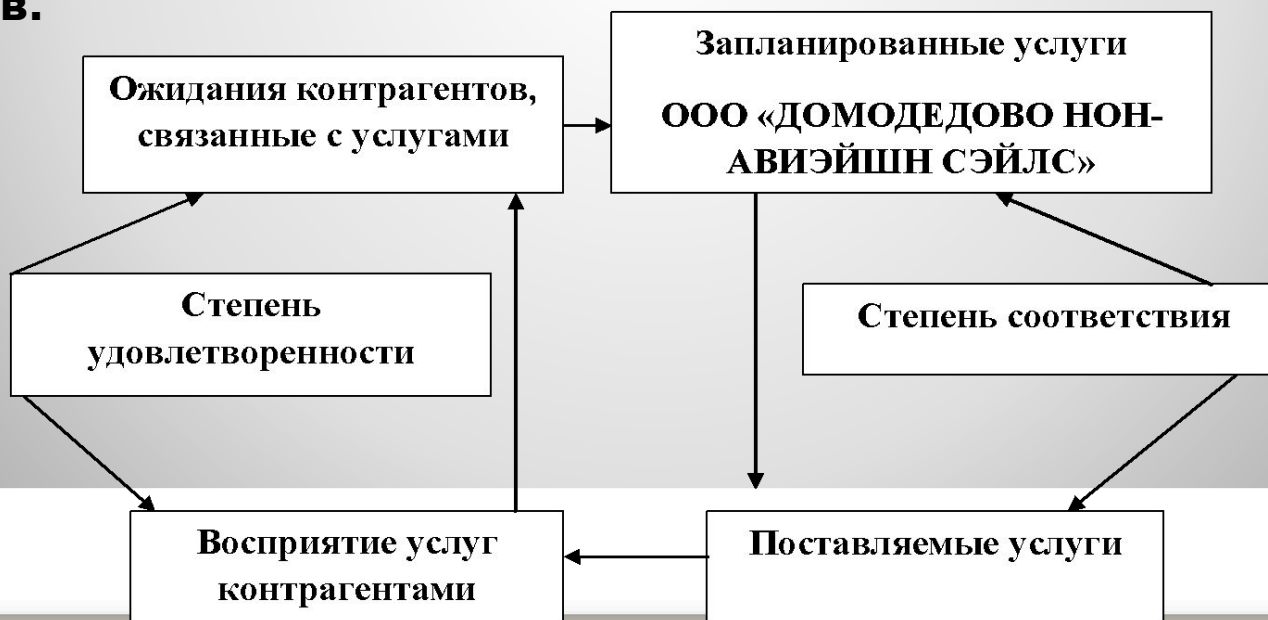 в.
Запланированные услуги
ООО «ДОМОДЕДОВО НОН-
АВИЭЙШН СЭЙЛС»
Ожидания контрагентов,
связанные с услугами
Степень
удовлетворенности
Степень соответствия
Восприятие услуг
контрагентами
Поставляемые услуги